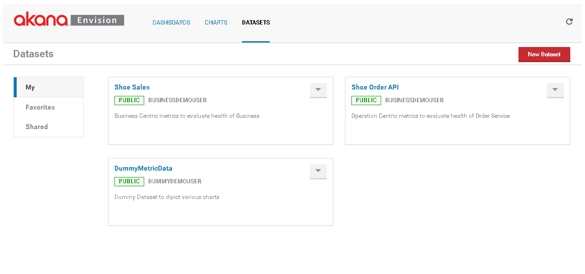 akana Envision
DASHBOARDS CHARTS DATASETS
Datasets
New Dataset
My
Favorites
Shared
Shoe Sales
PUBLIC BUSINESSDEMOUSER
Business Centric metrics to evaluate health of Business
Shoe Order API
PUBLIC BUSINESSDEMOUSER
Operation Centric metrics to evaluate health of Order Service
DummyMetricData
PUBLIC DUMMYDEMOUSER
Dummy Dataset to dipict various charts